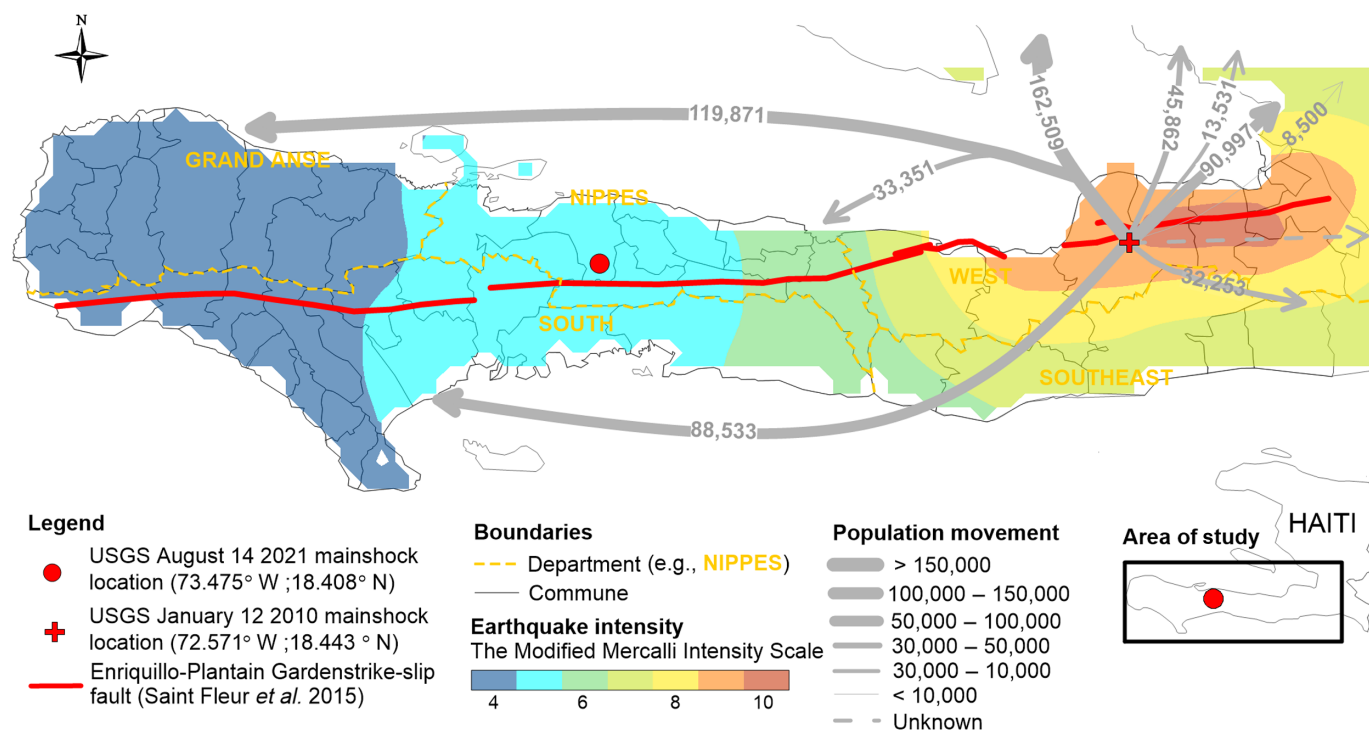 N
119,871
162,509
45,862
13,531
90,997
8,500
33,351
GRAND ANSE
NIPPES
WEST
32,253
SOUTH
SOUTHEAST
88,533
Legend
USGS August 14 2021 mainshock
location (73.475° W ;18.408° N)
USGS January 12 2010 mainshock
location (72.571° W ;18.443 ° N)
Enriquillo-Plantain Gardenstrike-slip
fault (Saint Fleur et al. 2015)
Boundaries
Department (e.g., NIPPES)
Commune
Earthquake intensity
The Modified Mercalli Intensity Scale
4 6 8 10
Population movement
> 150,000
100,000 – 150,000
50,000 – 100,000
30,000 – 50,000
30,000 – 10,000
< 10,000
Unknown
HAITI
Area of study